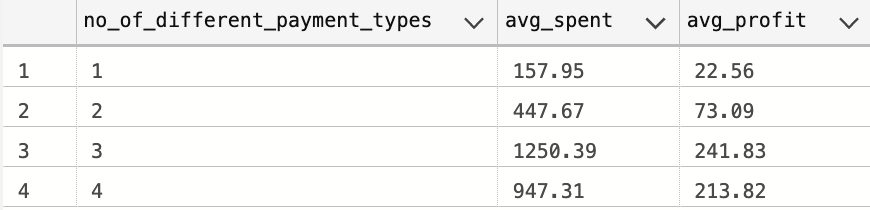 no_of_different_payment_types avg_spent avg_profit
1 1 157.95 22.56
2 2 447.67 73.09
3 3 1250.39 241.83
4 4 947.31 213.82